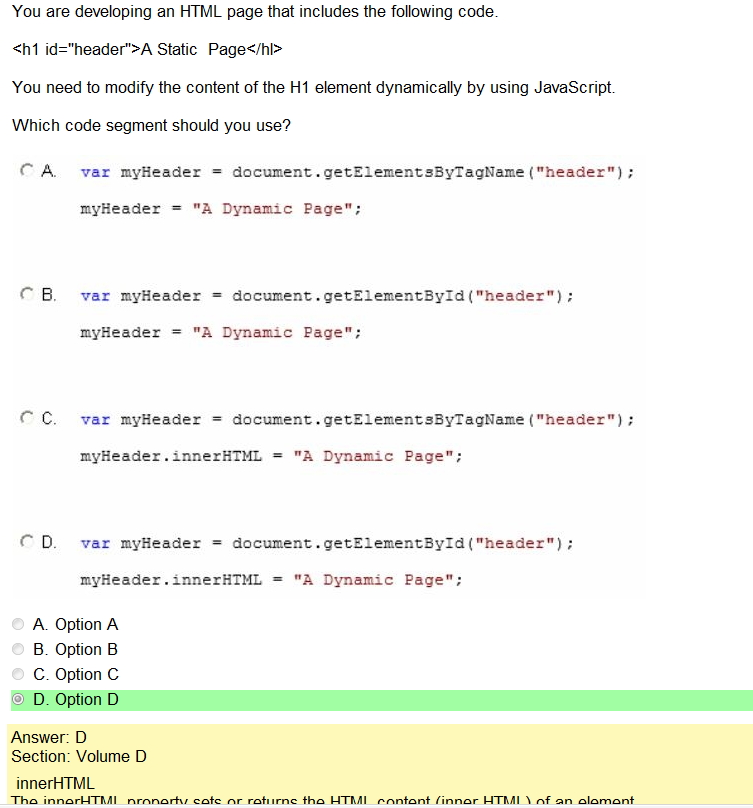 You are developing an HTML page that includes the following code.
<h1 id="header">A Static  Page</hl>
You need to modify the content of the H1 element dynamically by using JavaScript.
Which code segment should you use?
A. var myHeader = document.getElementsByTagName("header");
myHeader = "A Dynamic Page";
B. var myHeader = document.getElementById("header");
myHeader = "A Dynamic Page";
C. var myHeader = document.getElementsByTagName("header");
myHeader.innerHTML = "A Dynamic Page";
D. var myHeader = document.getElementById("header");
myHeader.innerHTML = "A Dynamic Page";
A. Option A
B. Option B
C. Option C
D. Option D
Answer: D
Section: Volume D
innerHTML
The innerHTML property sets or returns the HTML content (inner HTML) of an element